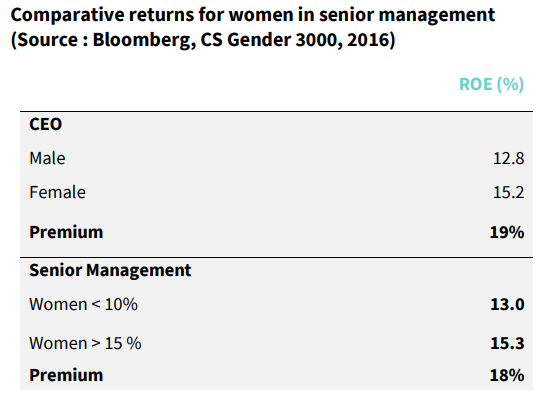 Comparative returns for women in senior management
(Source : Bloomberg, CS Gender 3000, 2016)
ROE (%)
CEO
Male 12.8
Female 15.2
Premium 19%
Senior Management
Women < 10% 13.0
Women > 15 % 15.3
Premium 18%